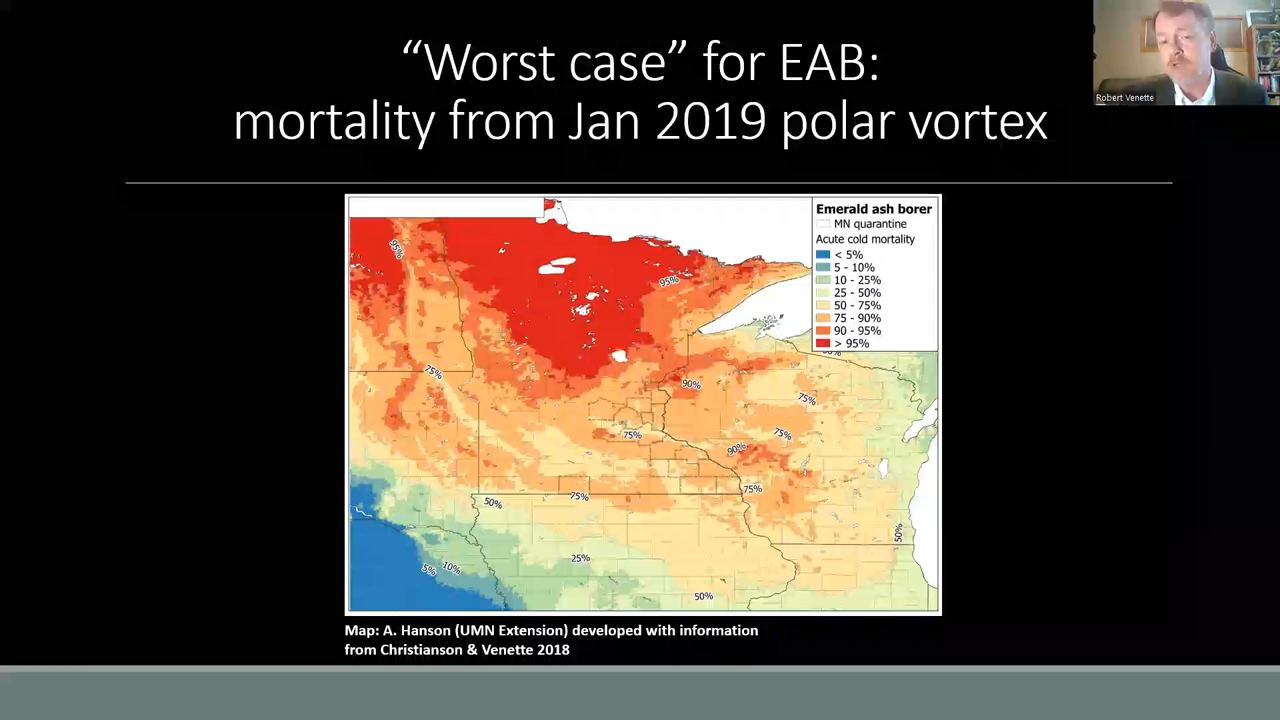 “Worst case” for EAB:
mortality from Jan 2019 polar vortex
Robert Venette
Emerald ash borer
MN quarantine
Acute cold mortality
< 5%
5 - 10%
10 - 25%
25 - 50%
50 - 75%
75 - 90%
90 - 95%
> 95%
95%
95%
75%
90%
75%
75%
75%
90%
75%
75%
50%
50%
25%
10%
5%
50%
Map: A. Hanson (UMN Extension) developed with information
from Christianson & Venette 2018